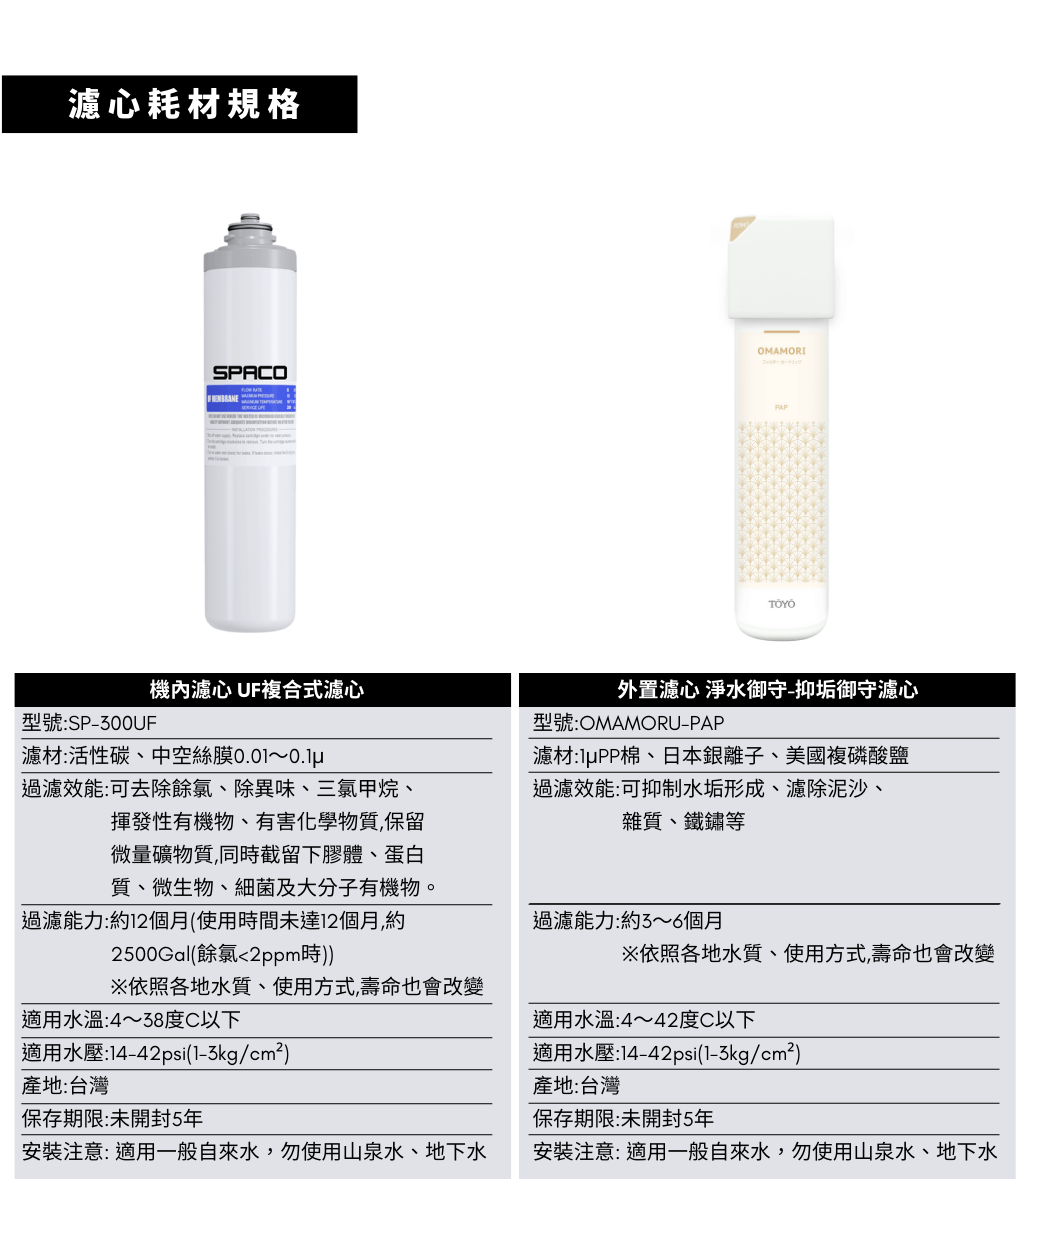 濾心耗材規格
SPACO
UF MEMBRANE
FLOW RATE
MAXIMUM PRESSURE
MAXIMUM TEMPERATURE
SERVICE LIFE
INSTALLATION PROCEDURES
TOYO
OMAMORI
PAP
TŌYŌ
機內濾心 UF複合式濾心
型號:SP-300UF
濾材:活性碳、中空絲膜0.01～0.1μ
過濾效能:可去除餘氯、除異味、三氯甲烷、
揮發性有機物、有害化學物質,保留
微量礦物質,同時截留下膠體、蛋白
質、微生物、細菌及大分子有機物。
過濾能力:約12個月(使用時間未達12個月,約
2500Gal(餘氯<2ppm時))
※依照各地水質、使用方式,壽命也會改變
適用水溫:4～38度C以下
適用水壓:14-42psi(1-3kg/cm²)
產地:台灣
保存期限:未開封5年
安裝注意: 適用一般自來水，勿使用山泉水、地下水
外置濾心 淨水御守-抑垢御守濾心
型號:OMAMORU-PAP
濾材:1μPP棉、日本銀離子、美國複磷酸鹽
過濾效能:可抑制水垢形成、濾除泥沙、
雜質、鐵鏽等
過濾能力:約3～6個月
※依照各地水質、使用方式,壽命也會改變
適用水溫:4～42度C以下
適用水壓:14-42psi(1-3kg/cm²)
產地:台灣
保存期限:未開封5年
安裝注意: 適用一般自來水，勿使用山泉水、地下水